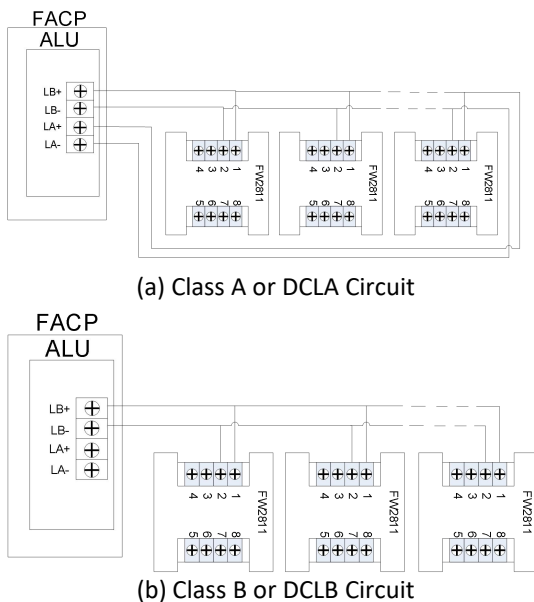 FACP
ALU
LB+
LB-
LA+
LA-
4 3 2 1
5 6 7 8
FW2811
4 3 2 1
5 6 7 8
FW2811
4 3 2 1
5 6 7 8
FW2811
(a) Class A or DCLA Circuit
FACP
ALU
LB+
LB-
LA+
LA-
4 3 2 1
5 6 7 8
FW2811
4 3 2 1
5 6 7 8
FW2811
4 3 2 1
5 6 7 8
FW2811
(b) Class B or DCLB Circuit